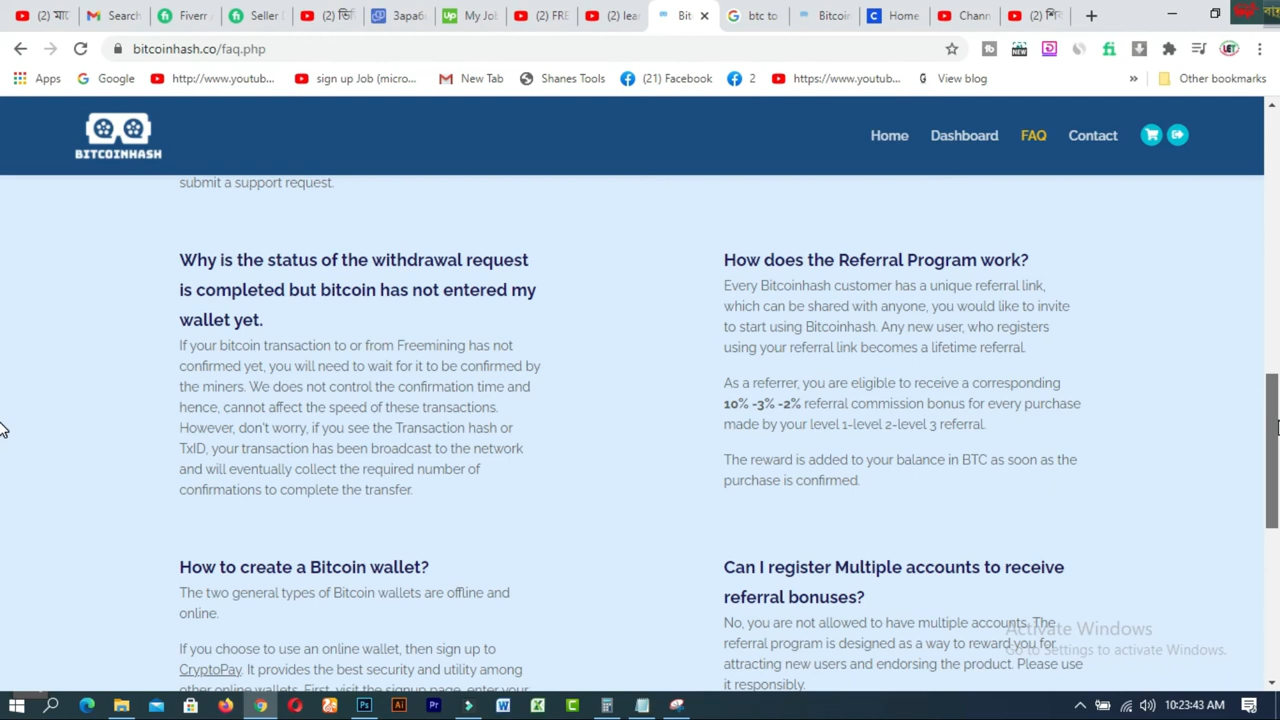 (2) মাে
Search
Fiverr
Seller
(2) ডি
Зараб
My Jo
(2) FR
(2) lear
Bit
btc to
Bitcoir
Home
Chann
bitcoinhash.co/faq.php
Apps
Google
http://www.youtub...
sign up Job (micro...
New Tab
Shanes Tools
(21) Facebook
2
https://www.youtub...
View blog
Other bookmarks
BITCOINHASH
Home
Dashboard
FAQ
Contact
submit a support request.
Why is the status of the withdrawal request
is completed but bitcoin has not entered my
wallet yet.
If your bitcoin transaction to or from Freemining has not
confirmed yet, you will need to wait for it to be confirmed by
the miners. We does not control the confirmation time and
hence, cannot affect the speed of these transactions.
However, don't worry, if you see the Transaction hash or
TxID, your transaction has been broadcast to the network
and will eventually collect the required number of
confirmations to complete the transfer.
How does the Referral Program work?
Every Bitcoinhash customer has a unique referral link,
which can be shared with anyone, you would like to invite
to start using Bitcoinhash. Any new user, who registers
using your referral link becomes a lifetime referral.
As a referrer, you are eligible to receive a corresponding
10% -3% -2% referral commission bonus for every purchase
made by your level 1-level 2-level 3 referral.
The reward is added to your balance in BTC as soon as the
purchase is confirmed.
How to create a Bitcoin wallet?
The two general types of Bitcoin wallets are offline and
online.
If you choose to use an online wallet, then sign up to
CryptoPay. It provides the best security and utility among
other online wallets. First, visit the signup page, enter your
Can I register Multiple accounts to receive
referral bonuses?
No, you are not allowed to have multiple accounts. The
referral program is designed as a way to reward you for
attracting new users and endorsing the product. Please use
it responsibly.
Activate Windows
Go to Settings to activate Windows.
10:23:43 AM